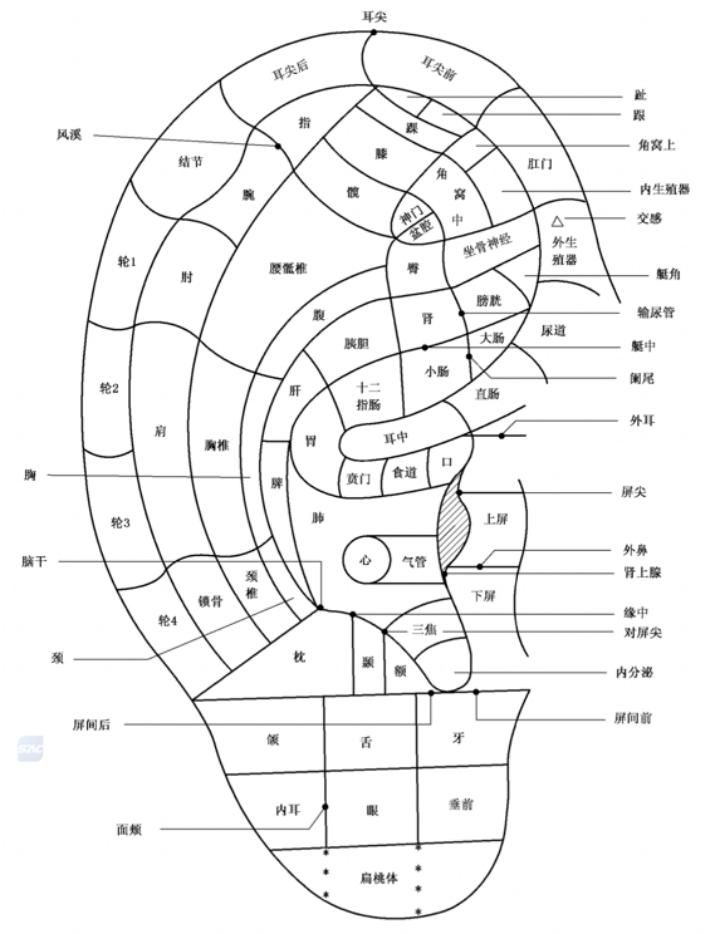 耳尖
耳尖后
耳尖前
趾
跟
指
踝
风溪
角窝上
膝
结节
肛门
角
窝
中
腕
髋
内生殖器
神门
盆腔
交感
坐骨神经
外生
殖器
轮1
肘
腰骶椎
臀
艇角
膀胱
腹
肾
输尿管
尿道
大肠
胰胆
艇中
小肠
阑尾
轮2
肝
十二
指肠
直肠
外耳
肩
胸椎
胃
耳中
口
胸
脾
贲门
食道
屏尖
轮3
肺
上屏
外鼻
脑干
心
气管
肾上腺
颈
椎
锁骨
下屏
缘中
轮4
三焦
对屏尖
颈
枕
颞
额
内分泌
屏间后
屏间前
颌
舌
牙
内耳
眼
垂前
面颊
*
*
*
*
*
*
*
扁桃体
SAC